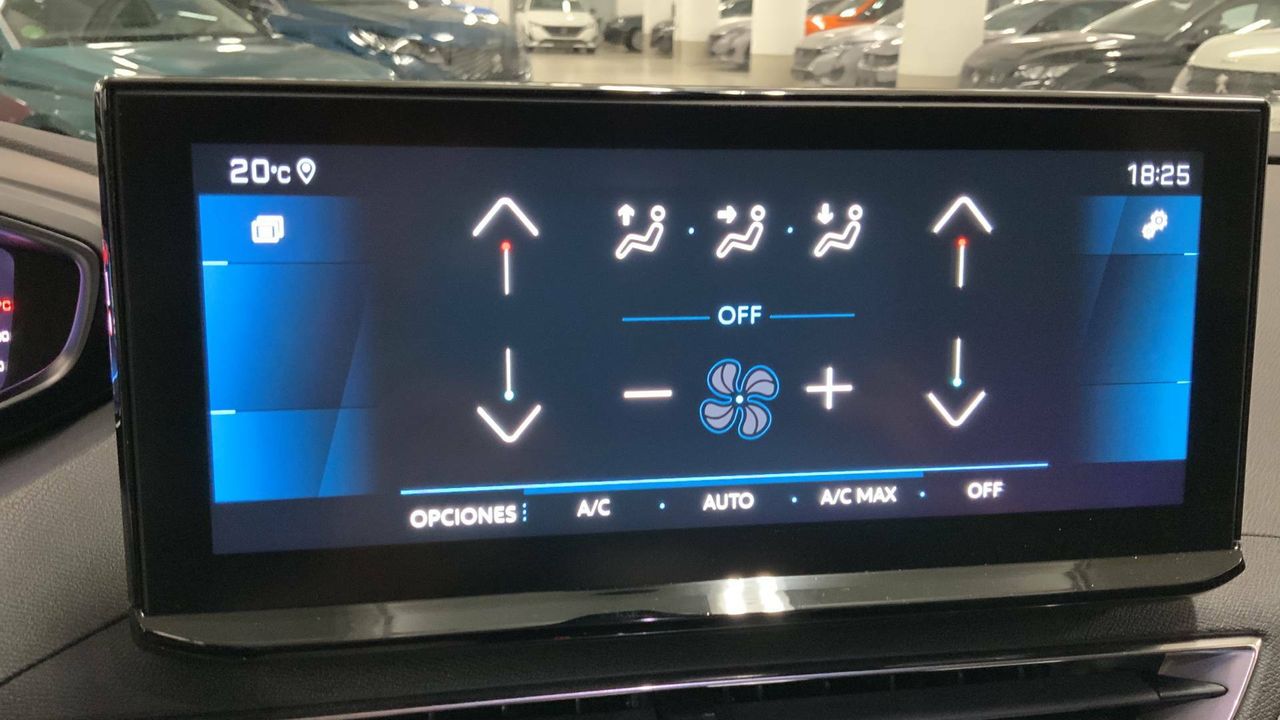 20°C
18:25
OFF
OPCIONES A/C AUTO A/C MAX OFF